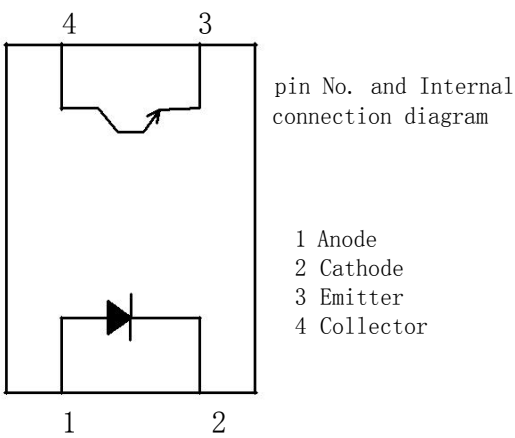 4 3
pin No. and Internal
connection diagram
1 Anode
2 Cathode
3 Emitter
4 Collector
1 2